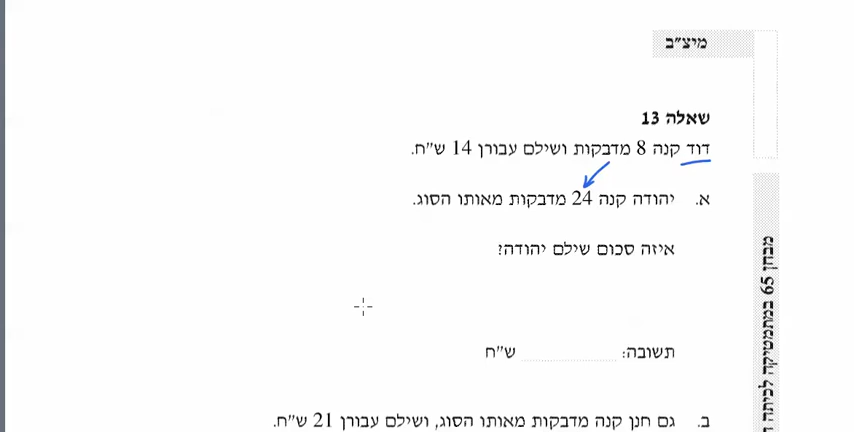 מיצ"ב
שאלה 13
דוד קנה 8 מדבקות ושילם עבורן 14 ש"ח.
א. יהודה קנה 24 מדבקות מאותו הסוג.
איזה סכום שילם יהודה?
תשובה: ש"ח
ב. גם חנן קנה מדבקות מאותו הסוג, ושילם עבורן 21 ש"ח.
מבחן 65 במתמטיקה לכיתה